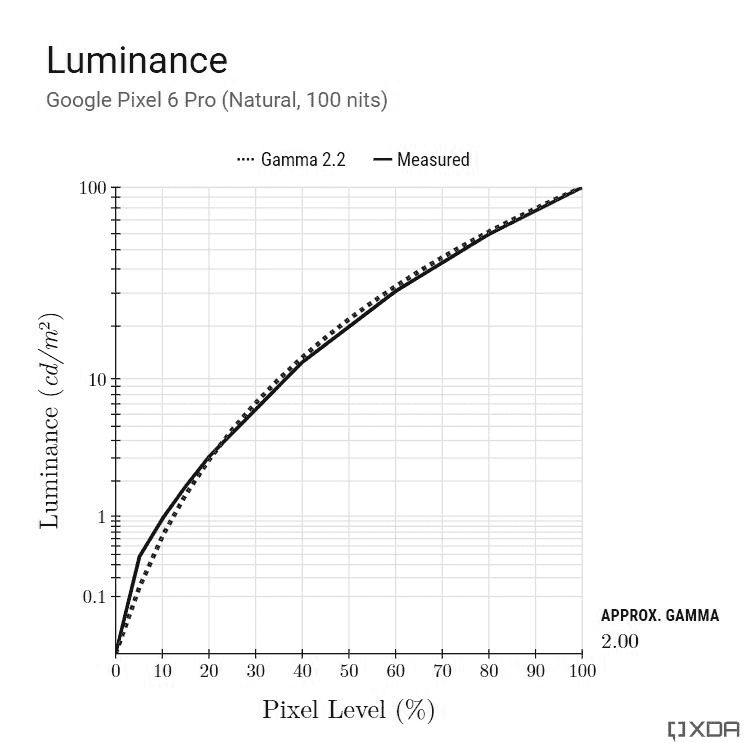 Luminance
Google Pixel 6 Pro (Natural, 100 nits)
Gamma 2.2 Measured
Luminance (cd/m²)
100
10
1
0.1
0 10 20 30 40 50 60 70 80 90 100
Pixel Level (%)
APPROX. GAMMA
2.00
XDA